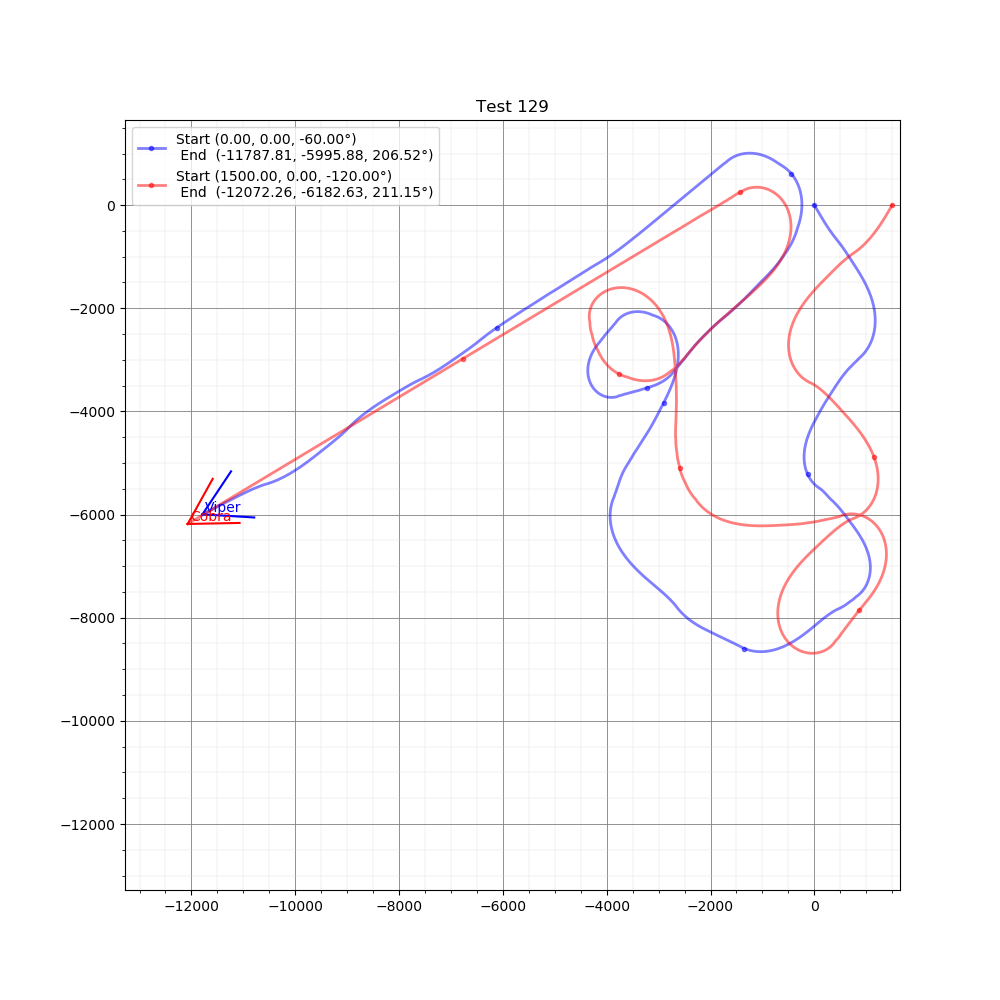 Test 129
Start (0.00, 0.00, -60.00°)
End  (-11787.81, -5995.88, 206.52°)
Start (1500.00, 0.00, -120.00°)
End  (-12072.26, -6182.63, 211.15°)
0
−2000
−4000
−6000
−8000
−10000
−12000
Viper
Cobra
−12000
−10000
−8000
−6000
−4000
−2000
0